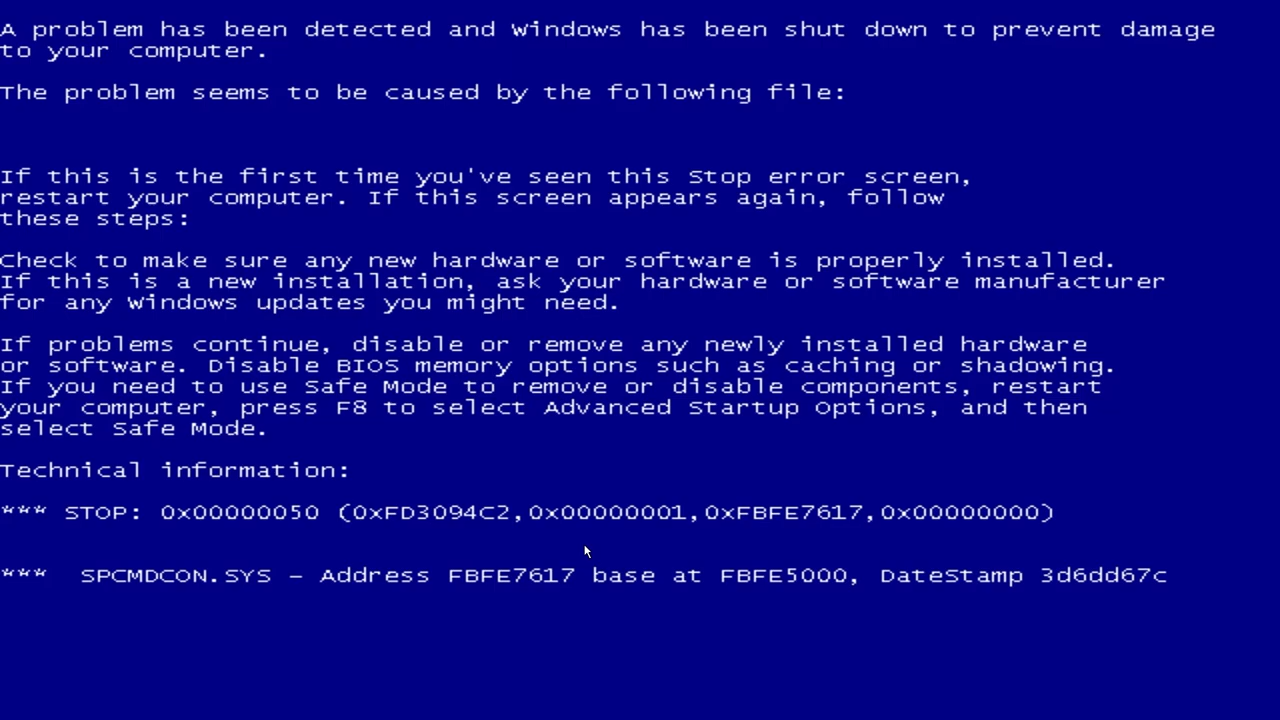 A problem has been detected and Windows has been shut down to prevent damage
to your computer.
The problem seems to be caused by the following file:
If this is the first time you've seen this Stop error screen,
restart your computer. If this screen appears again, follow
these steps:
Check to make sure any new hardware or software is properly installed.
If this is a new installation, ask your hardware or software manufacturer
for any Windows updates you might need.
If problems continue, disable or remove any newly installed hardware
or software. Disable BIOS memory options such as caching or shadowing.
If you need to use Safe Mode to remove or disable components, restart
your computer, press F8 to select Advanced Startup Options, and then
select Safe Mode.
Technical information:
*** STOP: 0x00000050 (0xFD3094C2,0x00000001,0xFBFE7617,0x00000000)
***  SPCMDCON.SYS – Address FBFE7617 base at FBFE5000, DateStamp 3d6dd67c